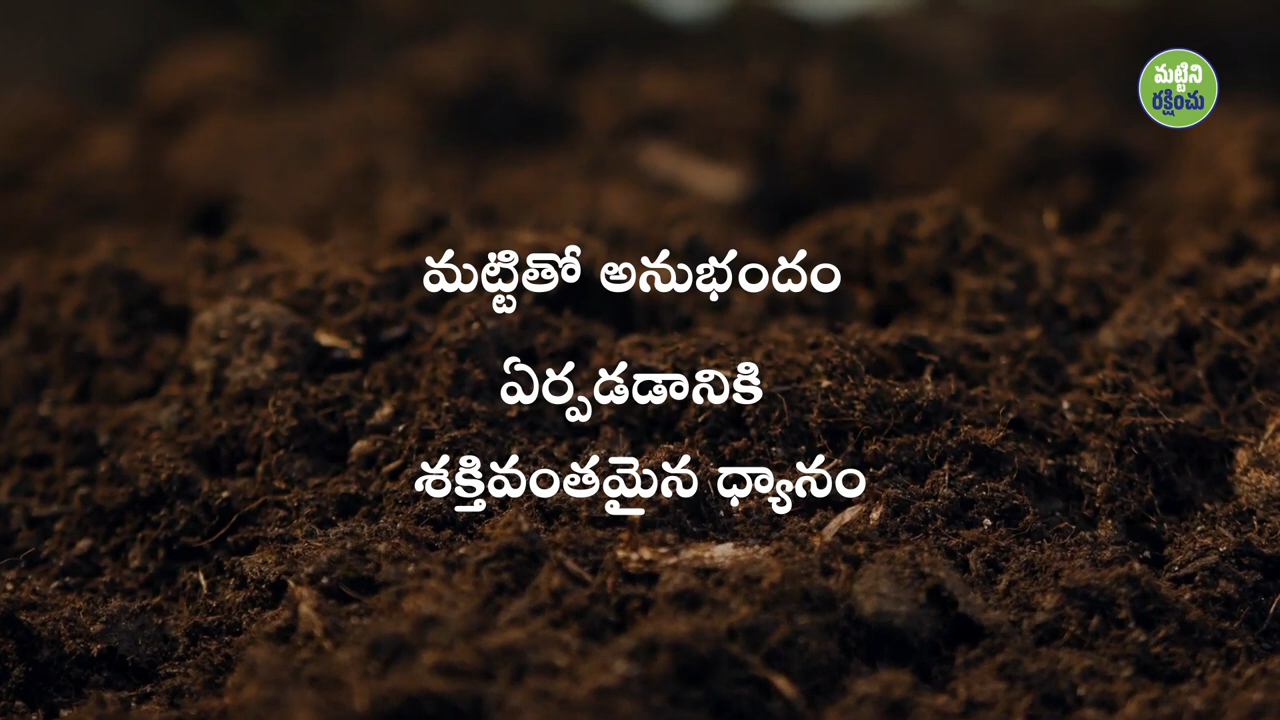 మట్టిని
రక్షించు
మట్టితో అనుభందం
ఏర్పడడానికి
శక్తివంతమైన ధ్యానం